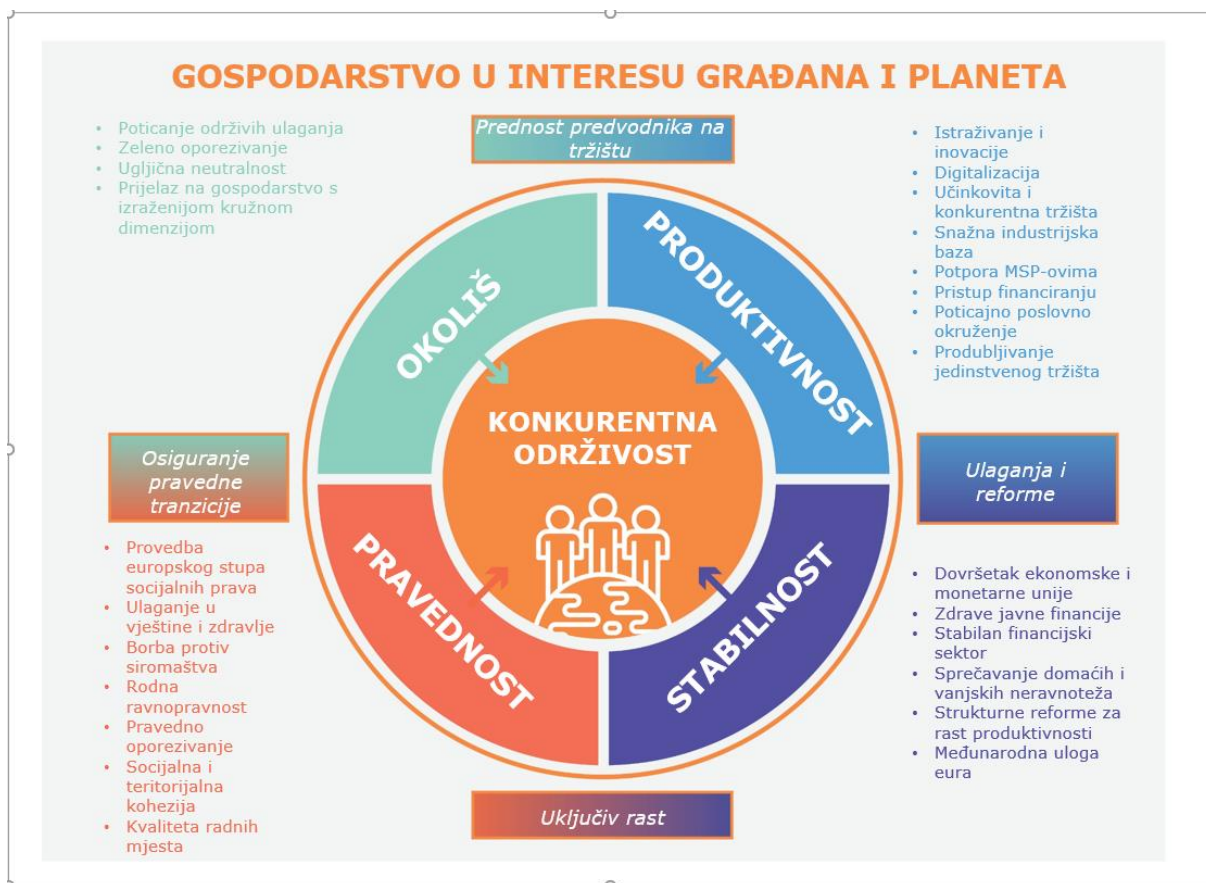 GOSPODARSTVO U INTERESU GRAĐANA I PLANETA
• Poticanje održivih ulaganja
• Zeleno oporezivanje
• Ugljična neutralnost
• Prijelaz na gospodarstvo s
izraženijom kružnom
dimenzijom
Prednost predvodnika na
tržištu
• Istraživanje i
inovacije
• Digitalizacija
• Učinkovita i
konkurentna tržišta
• Snažna industrijska
baza
• Potpora MSP-ovima
• Pristup financiranju
• Poticajno poslovno
okruženje
• Produbljivanje
jedinstvenog tržišta
OKOLIŠ
PRODUKTIVNOST
KONKURENTNA
ODRŽIVOST
PRAVEDNOST
STABILNOST
Osiguranje
pravedne
tranzicije
Ulaganja i
reforme
• Provedba
europskog stupa
socijalnih prava
• Ulaganje u
vještine i zdravlje
• Borba protiv
siromaštva
• Rodna
ravnopravnost
• Pravedno
oporezivanje
• Socijalna i
teritorijalna
kohezija
• Kvaliteta radnih
mjesta
• Dovršetak ekonomske i
monetarne unije
• Zdrave javne financije
• Stabilan financijski
sektor
• Sprečavanje domaćih i
vanjskih neravnoteža
• Strukturne reforme za
rast produktivnosti
• Međunarodna uloga
eura
Uključiv rast